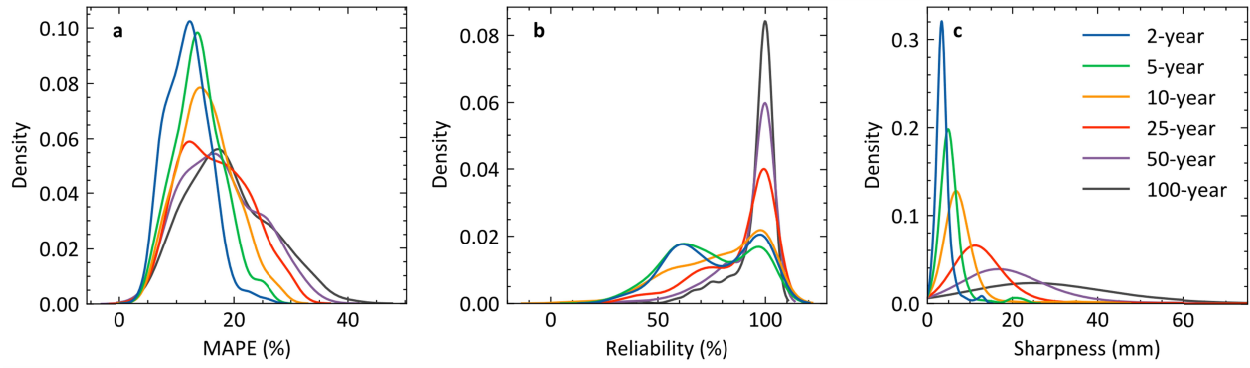 a
0.10
0.08
0.06
0.04
0.02
0.00
Density
0
20
40
MAPE (%)
b
0.08
0.06
0.04
0.02
0.00
Density
0
50
100
Reliability (%)
c
0.3
0.2
0.1
0.0
Density
0
20
40
60
Sharpness (mm)
2-year
5-year
10-year
25-year
50-year
100-year